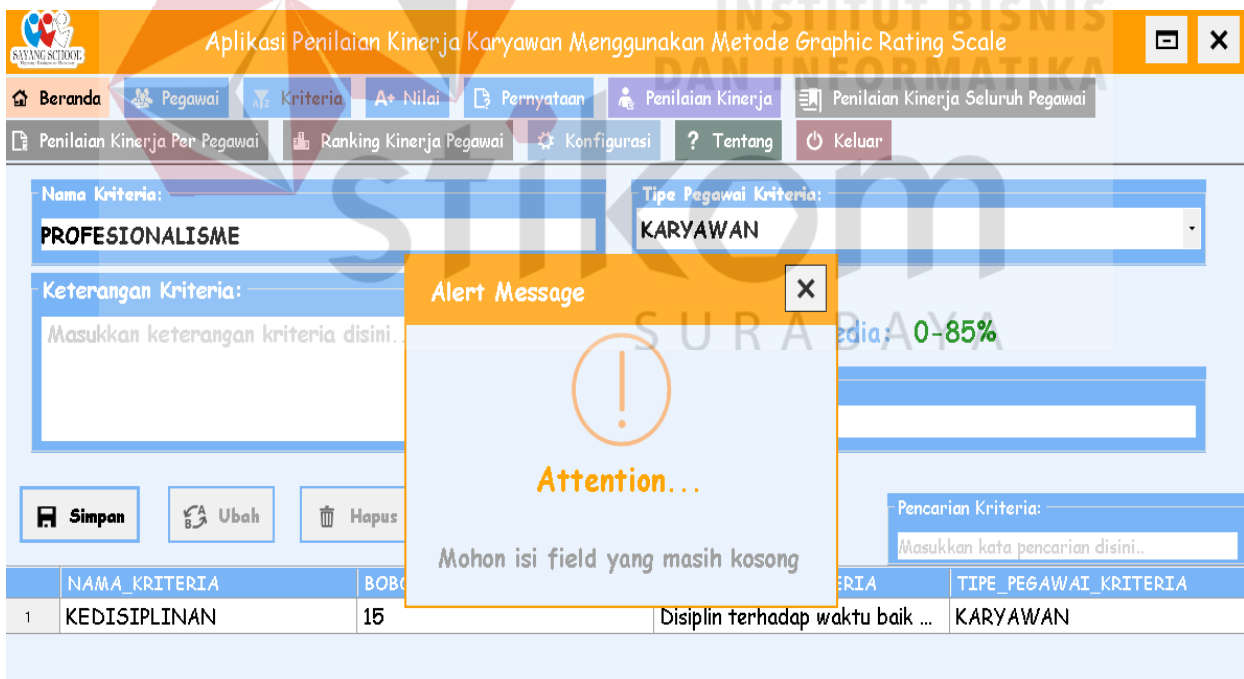 INSTITUT BISNIS
DAN INFORMATIKA
stikom
SURABAYA
SAYANG SCHOOL
Aplikasi Penilaian Kinerja Karyawan Menggunakan Metode Graphic Rating Scale
Beranda Pegawai Kriteria A+ Nilai Pernyataan Penilaian Kinerja Penilaian Kinerja Seluruh Pegawai
Penilaian Kinerja Per Pegawai Ranking Kinerja Pegawai Konfigurasi ? Tentang Keluar
Nama Kriteria: Tipe Pegawai Kriteria:
PROFESIONALISME KARYAWAN
Keterangan Kriteria:
Masukkan keterangan kriteria disini..
edia: 0-85%
Alert Message
Attention...
Mohon isi field yang masih kosong
Simpan Ubah Hapus
Pencarian Kriteria:
Masukkan kata pencarian disini..
NAMA_KRITERIA BOBO ERIA TIPE_PEGAWAI_KRITERIA
1 KEDISIPLINAN 15 Disiplin terhadap waktu baik ... KARYAWAN